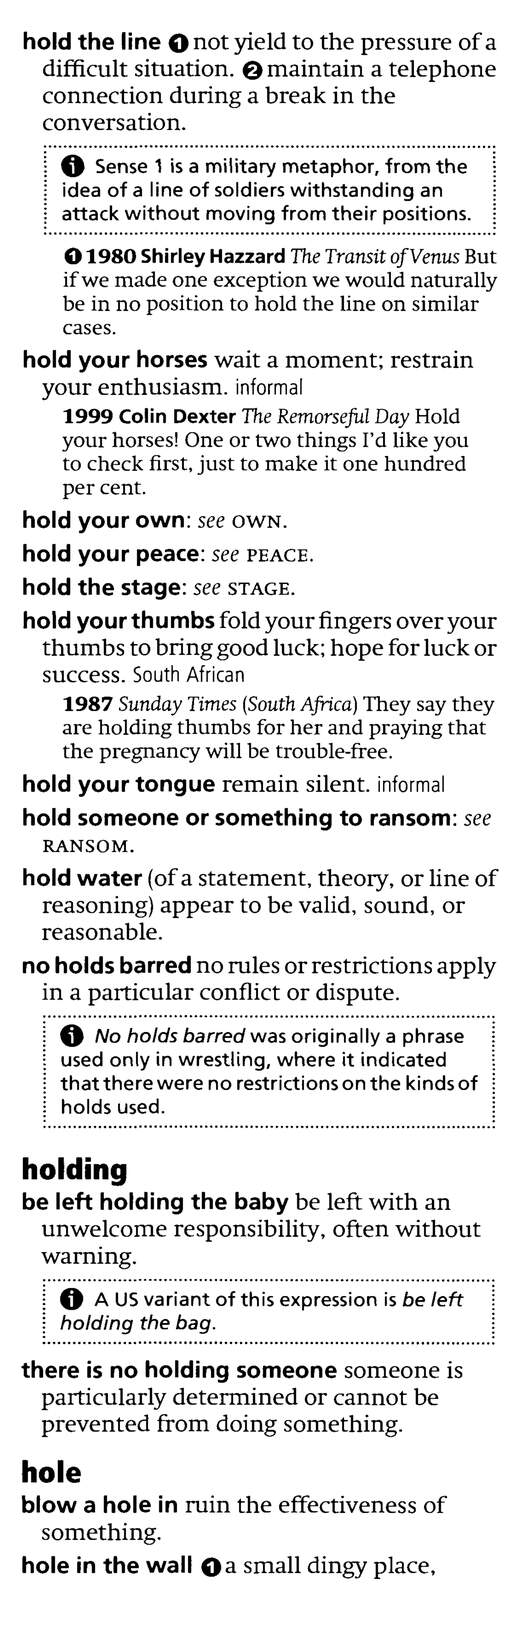 hold the line ❶ not yield to the pressure of a
difficult situation. ❷ maintain a telephone
connection during a break in the
conversation.
ℹ Sense 1 is a military metaphor, from the
idea of a line of soldiers withstanding an
attack without moving from their positions.
❶ 1980 Shirley Hazzard The Transit of Venus But
if we made one exception we would naturally
be in no position to hold the line on similar
cases.
hold your horses wait a moment; restrain
your enthusiasm. informal
1999 Colin Dexter The Remorseful Day Hold
your horses! One or two things I'd like you
to check first, just to make it one hundred
per cent.
hold your own: see OWN.
hold your peace: see PEACE.
hold the stage: see STAGE.
hold your thumbs fold your fingers over your
thumbs to bring good luck; hope for luck or
success. South African
1987 Sunday Times (South Africa) They say they
are holding thumbs for her and praying that
the pregnancy will be trouble-free.
hold your tongue remain silent. informal
hold someone or something to ransom: see
RANSOM.
hold water (of a statement, theory, or line of
reasoning) appear to be valid, sound, or
reasonable.
no holds barred no rules or restrictions apply
in a particular conflict or dispute.
ℹ No holds barred was originally a phrase
used only in wrestling, where it indicated
that there were no restrictions on the kinds of
holds used.
holding
be left holding the baby be left with an
unwelcome responsibility, often without
warning.
ℹ A US variant of this expression is be left
holding the bag.
there is no holding someone someone is
particularly determined or cannot be
prevented from doing something.
hole
blow a hole in ruin the effectiveness of
something.
hole in the wall ❶ a small dingy place,